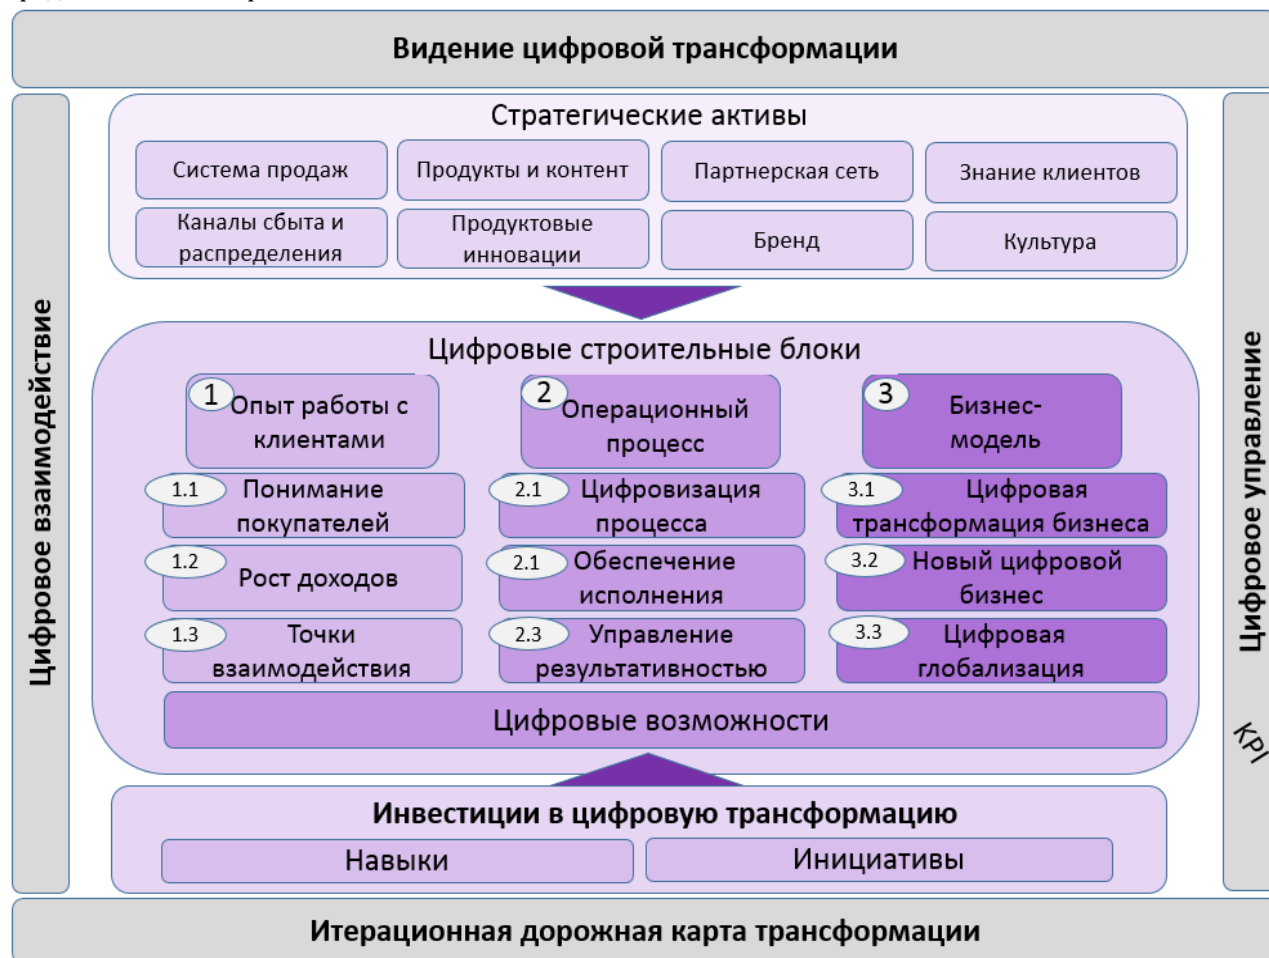 Видение цифровой трансформации
Цифровое взаимодействие
Стратегические активы
Система продаж
Продукты и контент
Партнерская сеть
Знание клиентов
Каналы сбыта и
распределения
Продуктовые
инновации
Бренд
Культура
Цифровые строительные блоки
1
Опыт работы с
клиентами
2
Операционный
процесс
3
Бизнес-
модель
1.1
Понимание
покупателей
2.1
Цифровизация
процесса
3.1
Цифровая
трансформация бизнеса
1.2
Рост доходов
2.1
Обеспечение
исполнения
3.2
Новый цифровой
бизнес
1.3
Точки
взаимодействия
2.3
Управление
результативностью
3.3
Цифровая
глобализация
Цифровые возможности
Инвестиции в цифровую трансформацию
Навыки
Инициативы
Цифровое управление
KPI
Итерационная дорожная карта трансформации